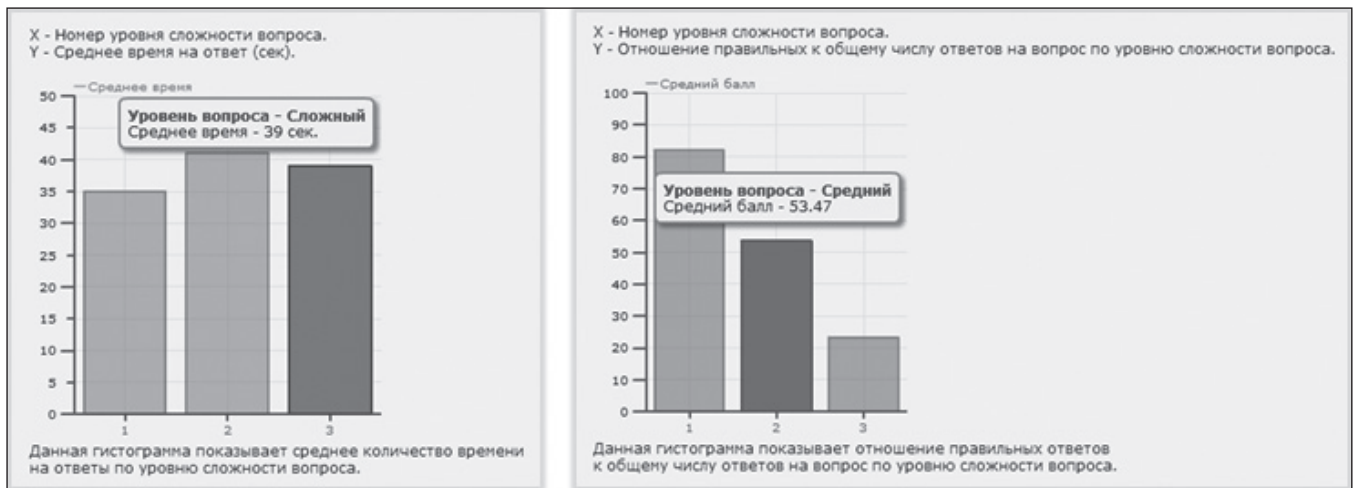 X - Номер уровня сложности вопроса.
Y - Среднее время на ответ (сек).
Среднее время
50
Уровень вопроса - Сложный
Среднее время - 39 сек.
45
40
35
30
25
20
15
10
5
0
1
2
3
Данная гистограмма показывает среднее количество времени
на ответы по уровню сложности вопроса.
X - Номер уровня сложности вопроса.
Y - Отношение правильных к общему числу ответов на вопрос по уровню сложности вопроса.
Средний балл
100
90
80
70
Уровень вопроса - Средний
Средний балл - 53.47
60
50
40
30
20
10
0
1
2
3
Данная гистограмма показывает отношение правильных ответов
к общему числу ответов на вопрос по уровню сложности вопроса.